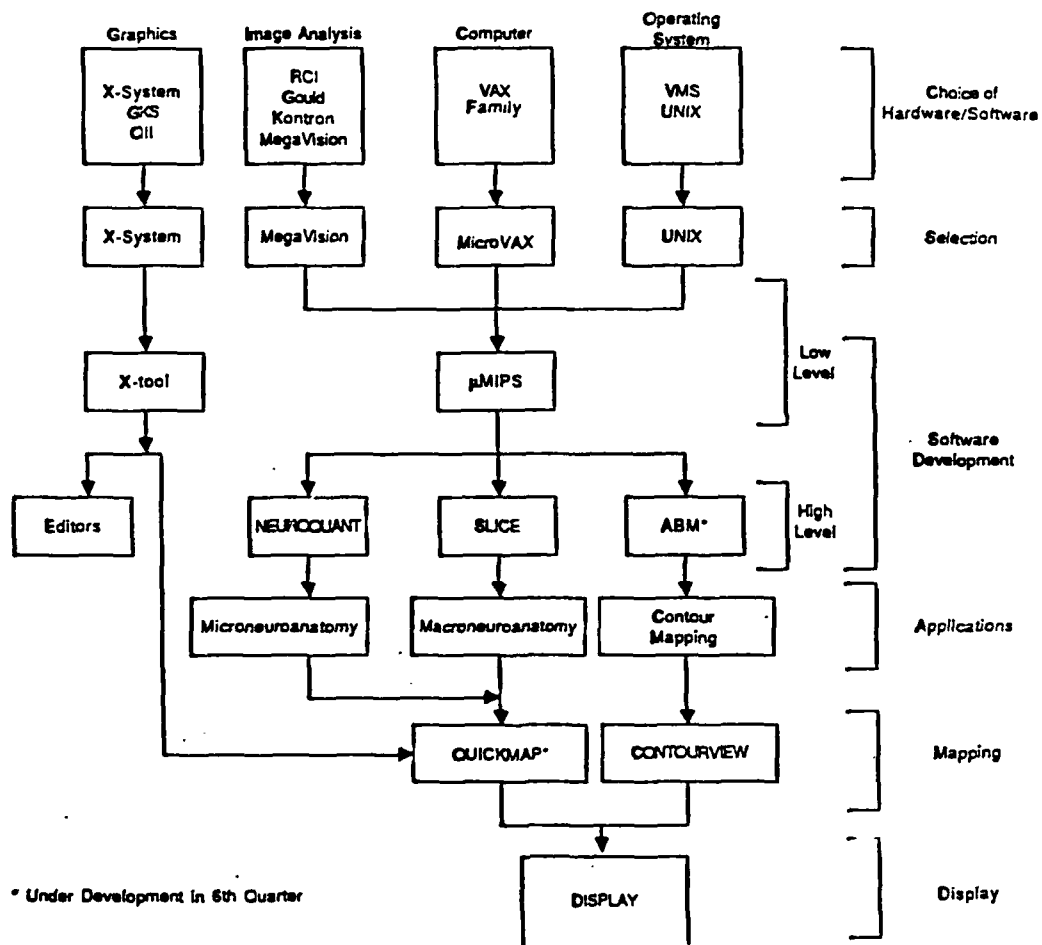 Graphics
Image Analysis
Computer
Operating
System
X-System
GKS
RCI
Gould
Kontron
MegaVision
VAX
Family
VMS
UNIX
Choice of
Hardware/Software
X-System
MegaVision
MicroVAX
UNIX
Selection
X-tool
µMIPS
Low
Level
Software
Development
Editors
NEUROQUANT
SLICE
ABM*
High
Level
Microneuroanatomy
Macroneuroanatomy
Contour
Mapping
Applications
QUICKMAP*
CONTOURVIEW
Mapping
* Under Development in 6th Quarter
DISPLAY
Display